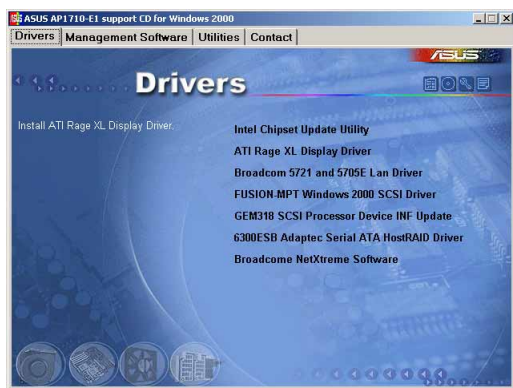 ASUS AP1710-E1 support CD for Windows 2000
Drivers Management Software Utilities Contact
ASUS
Drivers
Install ATI Rage XL Display Driver.
Intel Chipset Update Utility
ATI Rage XL Display Driver
Broadcom 5721 and 5705E Lan Driver
FUSION-MPT Windows 2000 SCSI Driver
GEM318 SCSI Processor Device INF Update
6300ESB Adaptec Serial ATA HostRAID Driver
Broadcome NetXtreme Software